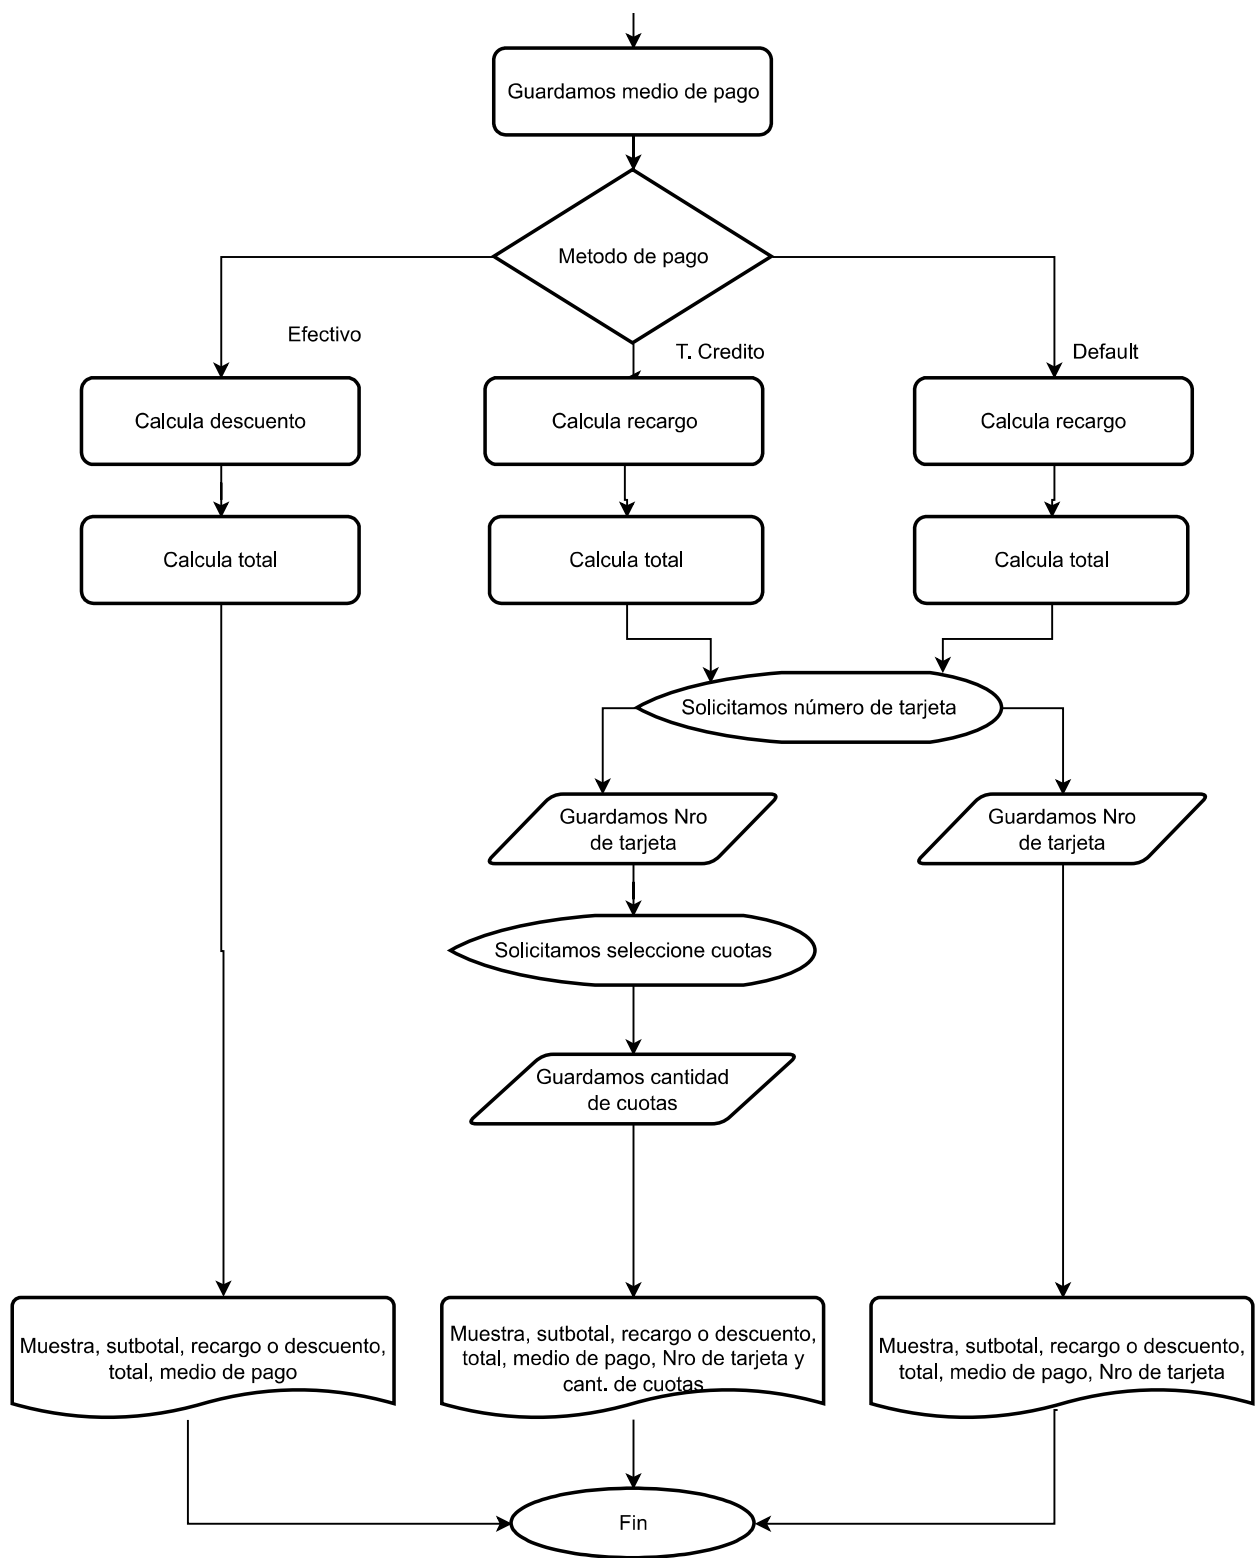 Guardamos medio de pago
Metodo de pago
Efectivo
T. Credito
Default
Calcula descuento
Calcula recargo
Calcula recargo
Calcula total
Calcula total
Calcula total
Solicitamos número de tarjeta
Guardamos Nro
de tarjeta
Guardamos Nro
de tarjeta
Solicitamos seleccione cuotas
Guardamos cantidad
de cuotas
Muestra, sutbotal, recargo o descuento,
total, medio de pago
Muestra, sutbotal, recargo o descuento,
total, medio de pago, Nro de tarjeta y
cant. de cuotas
Muestra, sutbotal, recargo o descuento,
total, medio de pago, Nro de tarjeta
Fin